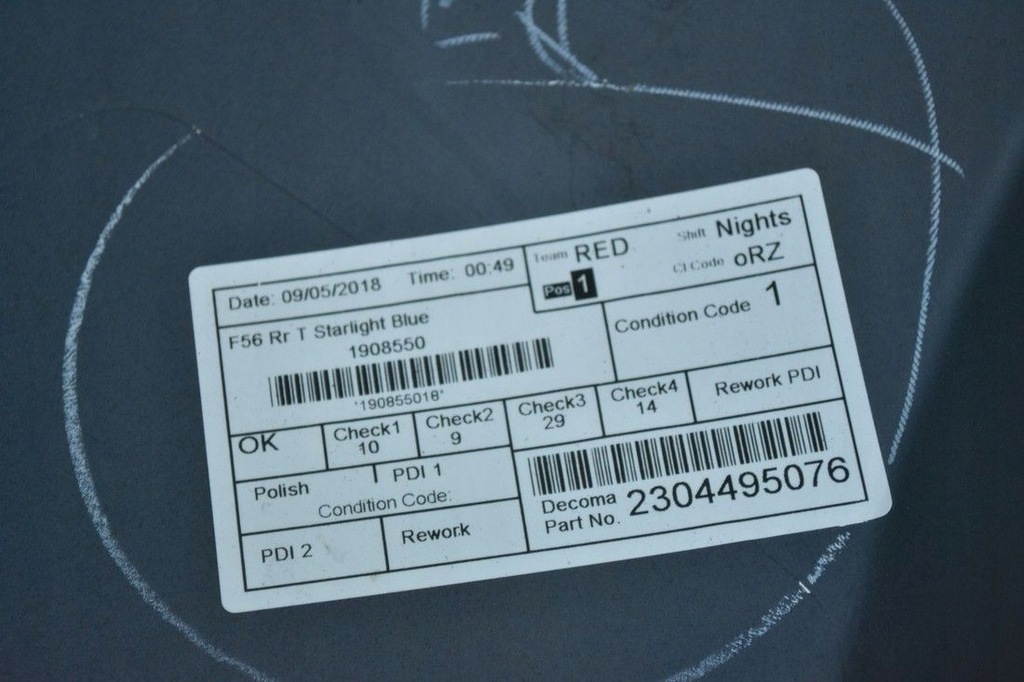 Date: 09/05/2018 Time: 00:49
Team RED Shift Nights
Pos 1 CI Code oRZ
F56 Rr T Starlight Blue
1908550
*190855018*
Condition Code 1
OK Check1 Check2 Check3 Check4 Rework PDI
10 9 29 14
Polish PDI 1
Condition Code:
PDI 2 Rework
Decoma
Part No. 2304495076